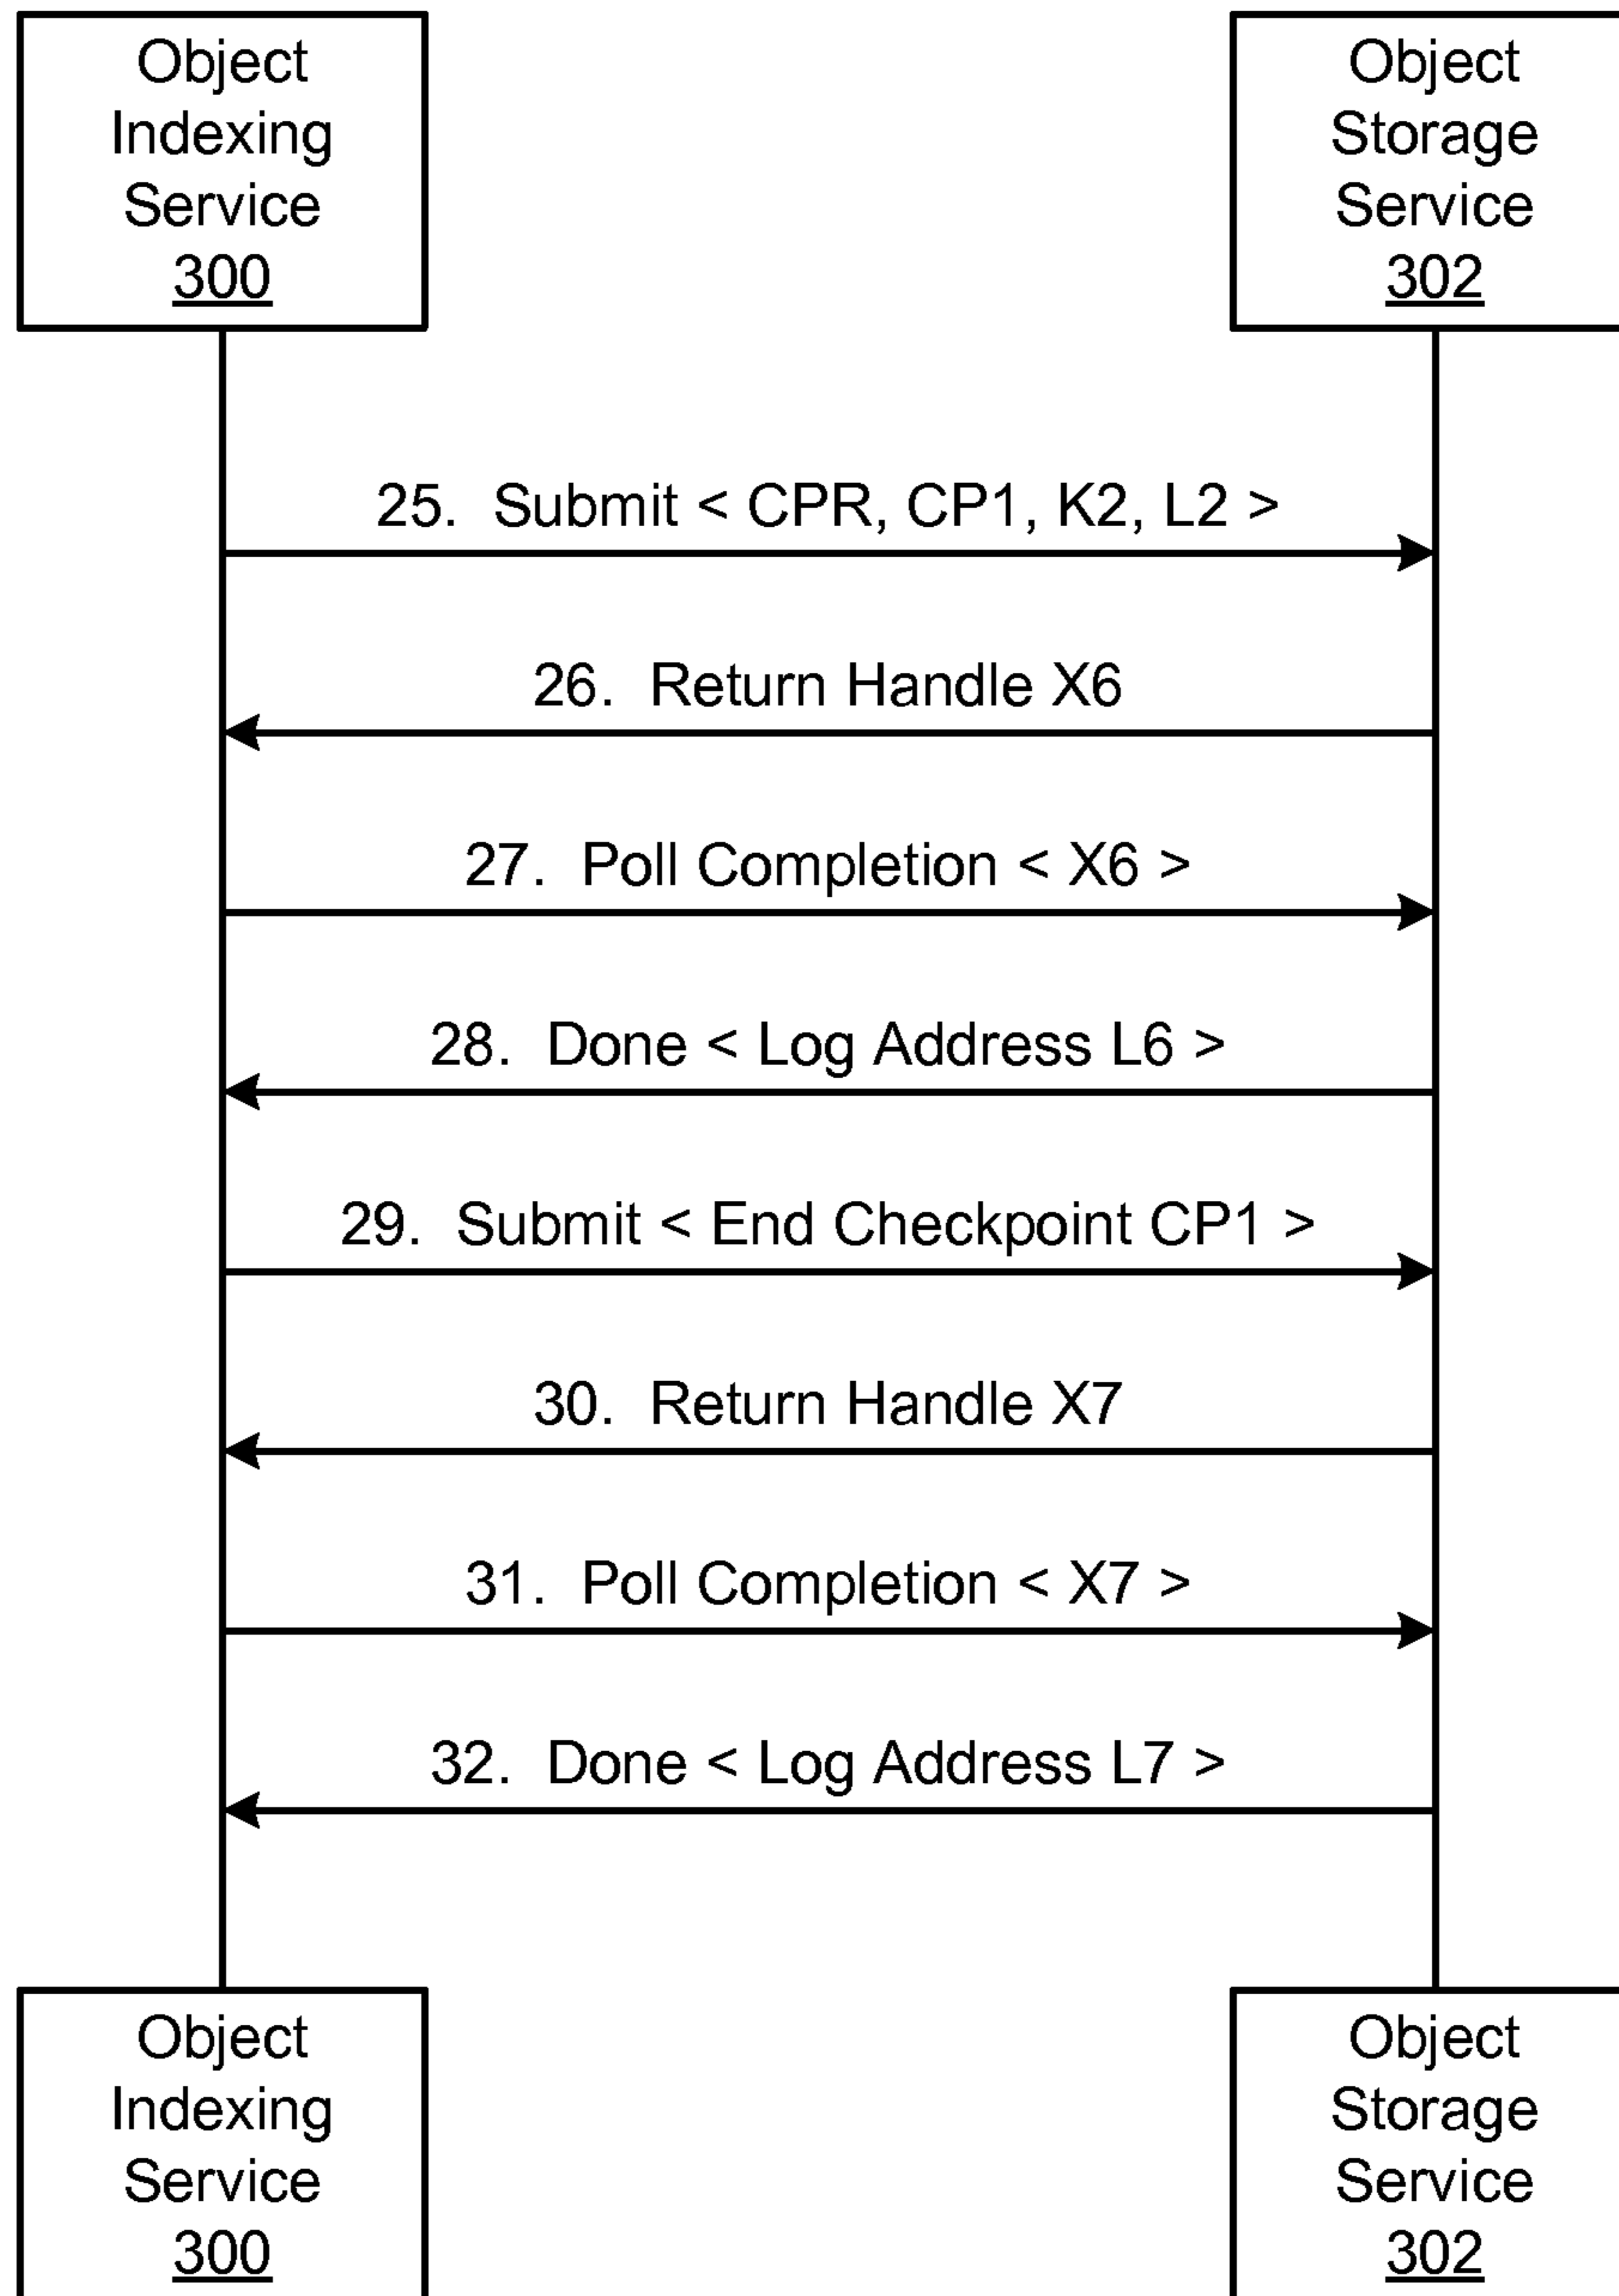 Object
Indexing
Service
300
Object
Storage
Service
302
25. Submit < CPR, CP1, K2, L2 >
26. Return Handle X6
27. Poll Completion < X6 >
28. Done < Log Address L6 >
29. Submit < End Checkpoint CP1 >
30. Return Handle X7
31. Poll Completion < X7 >
32. Done < Log Address L7 >
Object
Indexing
Service
300
Object
Storage
Service
302